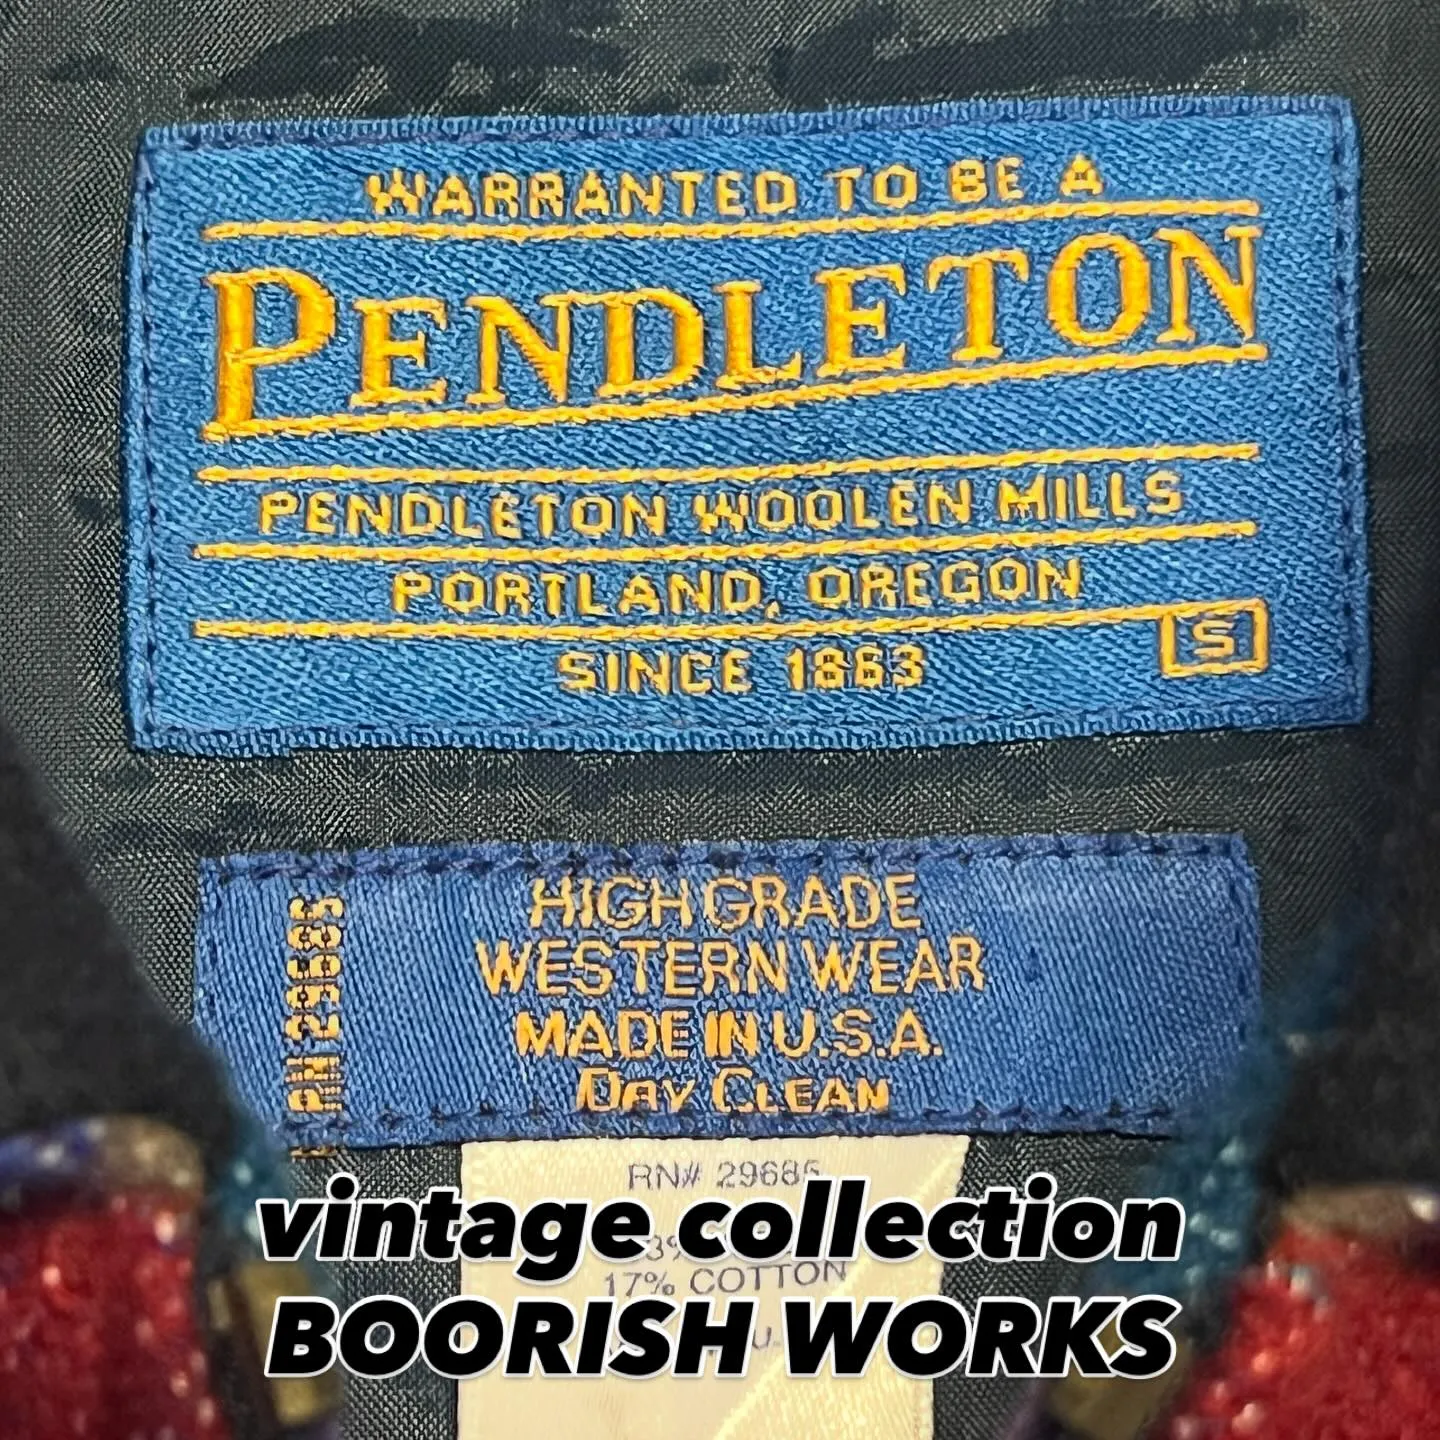 WARRANTED TO BE A
PENDLETON
PENDLETON WOOLEN MILLS
PORTLAND, OREGON
SINCE 1863
S
RN 29685
HIGH GRADE
WESTERN WEAR
MADE IN U.S.A.
DRY CLEAN
RN# 29685
vintage collection
17% COTTON
BOORISH WORKS